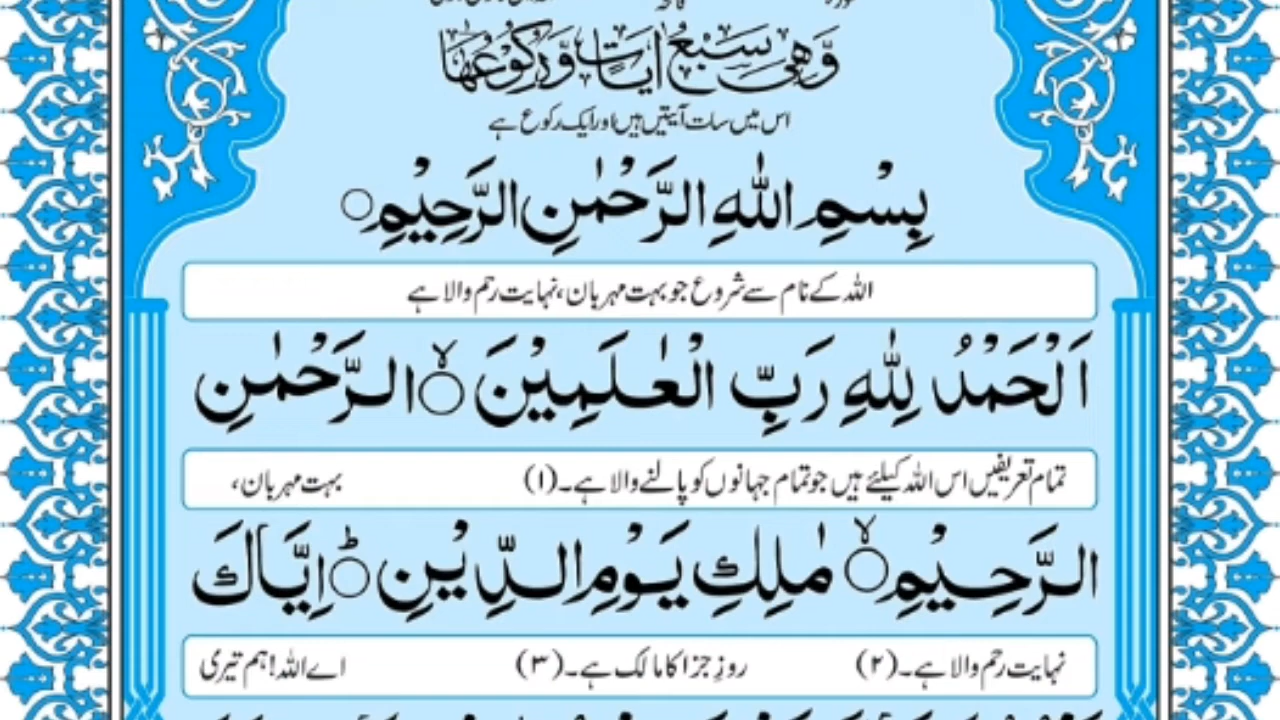 وَّهِیَ سَبْعُ اٰیَاتٍ وَّرُکُوْعُهَا
اس میں سات آیتیں ہیں اور ایک رکوع ہے
بِسْمِ اللّٰهِ الرَّحْمٰنِ الرَّحِیْمِ۝
اللہ کے نام سے شروع جو بہت مہربان، نہایت رحم والا ہے
اَلْحَمْدُ لِلّٰهِ رَبِّ الْعٰلَمِیْنَ۝ۙ الرَّحْمٰنِ
تمام تعریفیں اس اللہ کیلئے ہیں جو تمام جہانوں کو پالنے والا ہے۔ (۱) بہت مہربان،
الرَّحِیْمِ۝ۙ مٰلِكِ یَوْمِ الدِّیْنِ۝ؕ اِیَّاكَ
نہایت رحم والا ہے۔ (۲) روزِ جزا کا مالک ہے۔ (۳) اے اللہ! ہم تیری